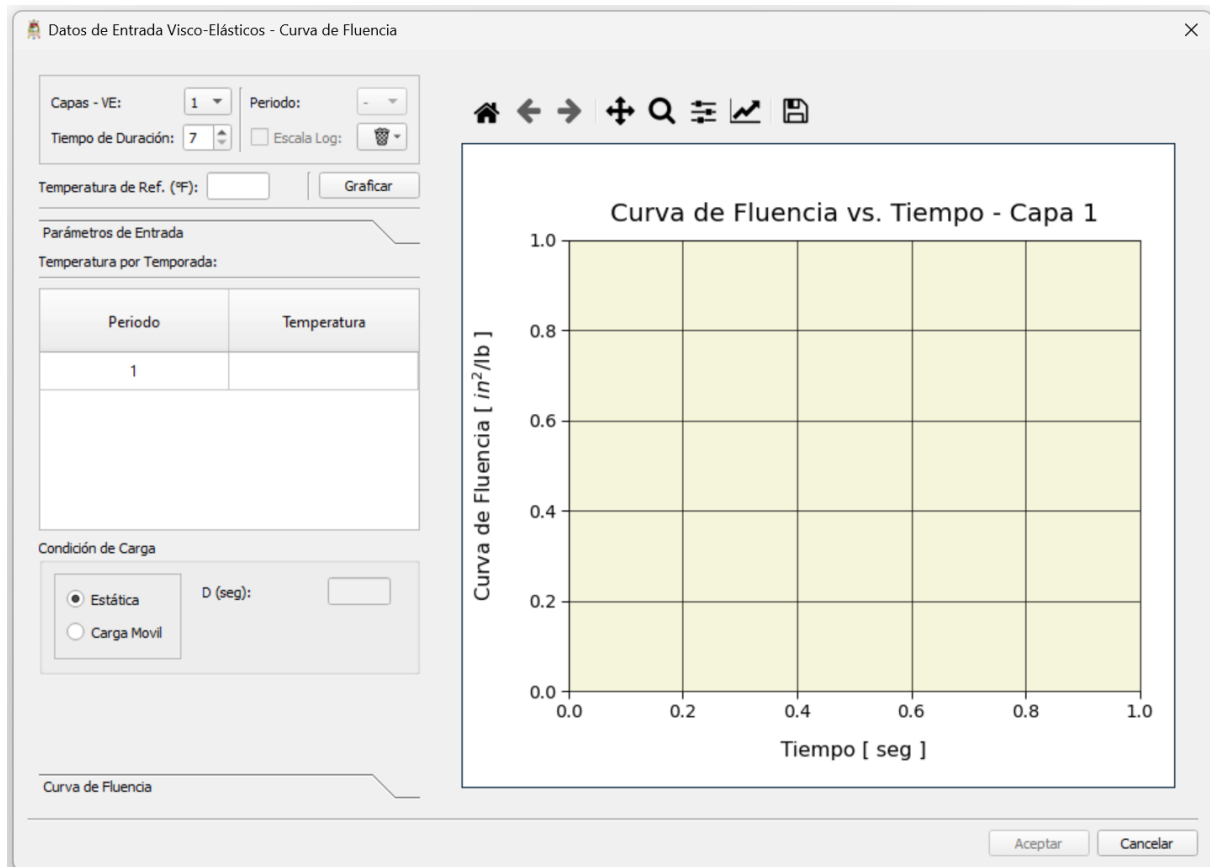 Datos de Entrada Visco-Elásticos - Curva de Fluencia
Capas - VE: 1 Periodo: -
Tiempo de Duración: 7 Escala Log:
Temperatura de Ref. (ºF): Graficar
Parámetros de Entrada
Temperatura por Temporada:
Periodo Temperatura
1
Condición de Carga
Estática D (seg):
Carga Movil
Curva de Fluencia
Curva de Fluencia vs. Tiempo - Capa 1
Curva de Fluencia [ in²/lb ]
1.0
0.8
0.6
0.4
0.2
0.0
0.0 0.2 0.4 0.6 0.8 1.0
Tiempo [ seg ]
Aceptar Cancelar